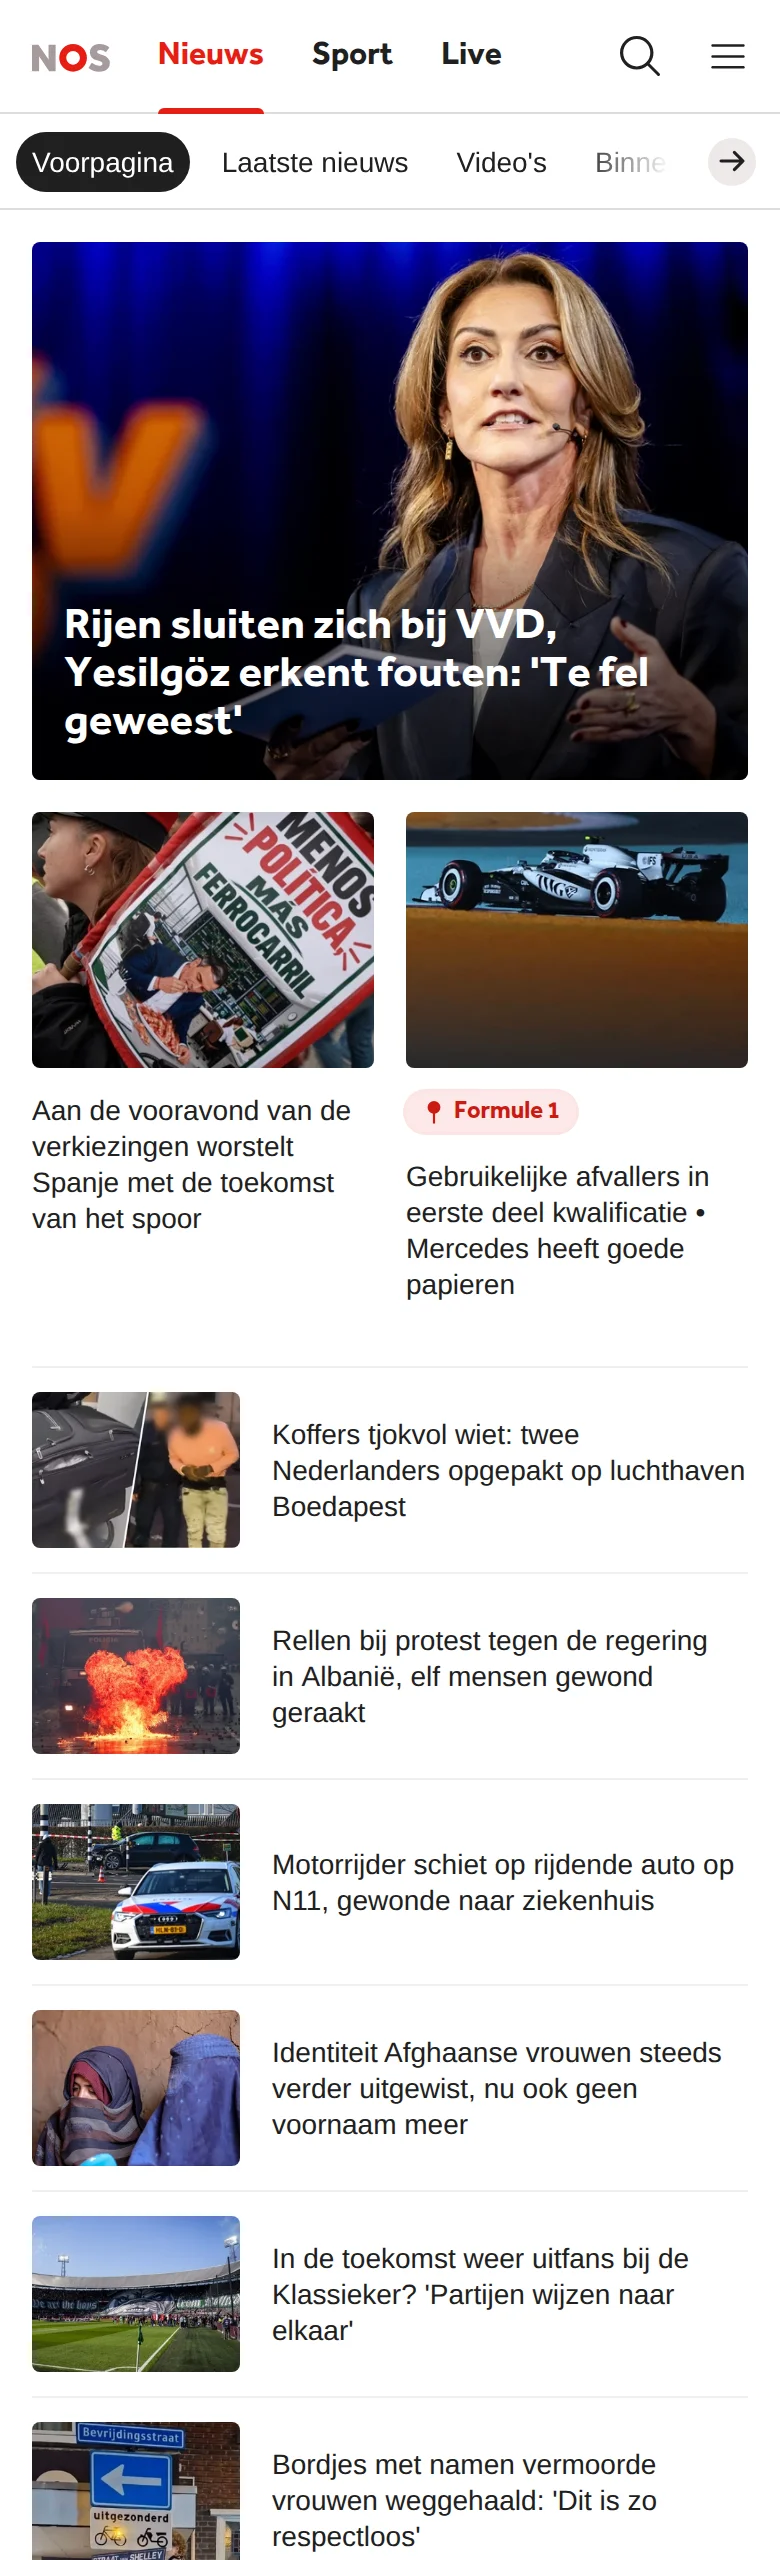 NOS
Nieuws
Sport
Live
Voorpagina
Laatste nieuws
Video's
Binne
Rijen sluiten zich bij VVD,
Yesilgöz erkent fouten: 'Te fel
geweest'
MENOS
POLÍTICA,
MÁS
FERROCARRIL
Aan de vooravond van de
verkiezingen worstelt
Spanje met de toekomst
van het spoor
Formule 1
Gebruikelijke afvallers in
eerste deel kwalificatie •
Mercedes heeft goede
papieren
Koffers tjokvol wiet: twee
Nederlanders opgepakt op luchthaven
Boedapest
Rellen bij protest tegen de regering
in Albanië, elf mensen gewond
geraakt
Motorrijder schiet op rijdende auto op
N11, gewonde naar ziekenhuis
Identiteit Afghaanse vrouwen steeds
verder uitgewist, nu ook geen
voornaam meer
In de toekomst weer uitfans bij de
Klassieker? 'Partijen wijzen naar
elkaar'
Bevrijdingsstraat
uitgezonderd
Bordjes met namen vermoorde
vrouwen weggehaald: 'Dit is zo
respectloos'